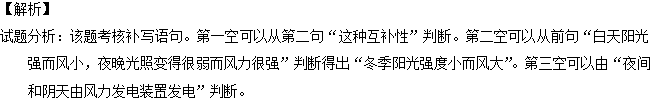 【解析】
试题分析：该题考核补写语句。第一空可以从第二句“这种互补性”判断。第二空可以从前句“白天阳光
强而风小，夜晚光照变得很弱而风力很强”判断得出“冬季阳光强度小而风大”。第三空可以由“夜间
和阴天由风力发电装置发电”判断。